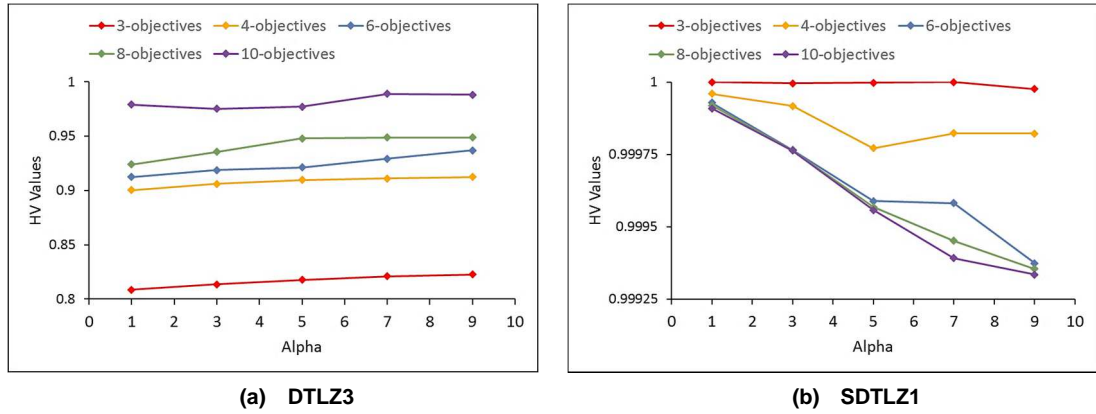 3-objectives 4-objectives 6-objectives
8-objectives 10-objectives
1
0.95
0.9
0.85
0.8
HV Values
0 1 2 3 4 5 6 7 8 9 10
Alpha
(a) DTLZ3
3-objectives 4-objectives 6-objectives
8-objectives 10-objectives
1
0.99975
0.9995
0.99925
HV Values
0 1 2 3 4 5 6 7 8 9 10
Alpha
(b) SDTLZ1